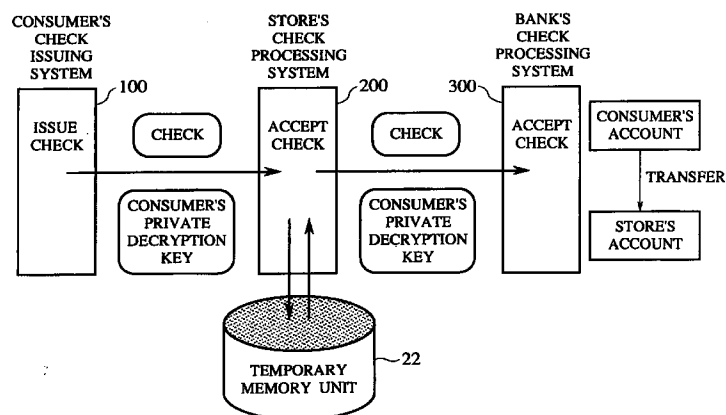 CONSUMER'S
CHECK
ISSUING
SYSTEM
STORE'S
CHECK
PROCESSING
SYSTEM
BANK'S
CHECK
PROCESSING
SYSTEM
100
200
300
ISSUE
CHECK
CHECK
ACCEPT
CHECK
CHECK
ACCEPT
CHECK
CONSUMER'S
ACCOUNT
TRANSFER
CONSUMER'S
PRIVATE
DECRYPTION
KEY
CONSUMER'S
PRIVATE
DECRYPTION
KEY
STORE'S
ACCOUNT
TEMPORARY
MEMORY UNIT
22